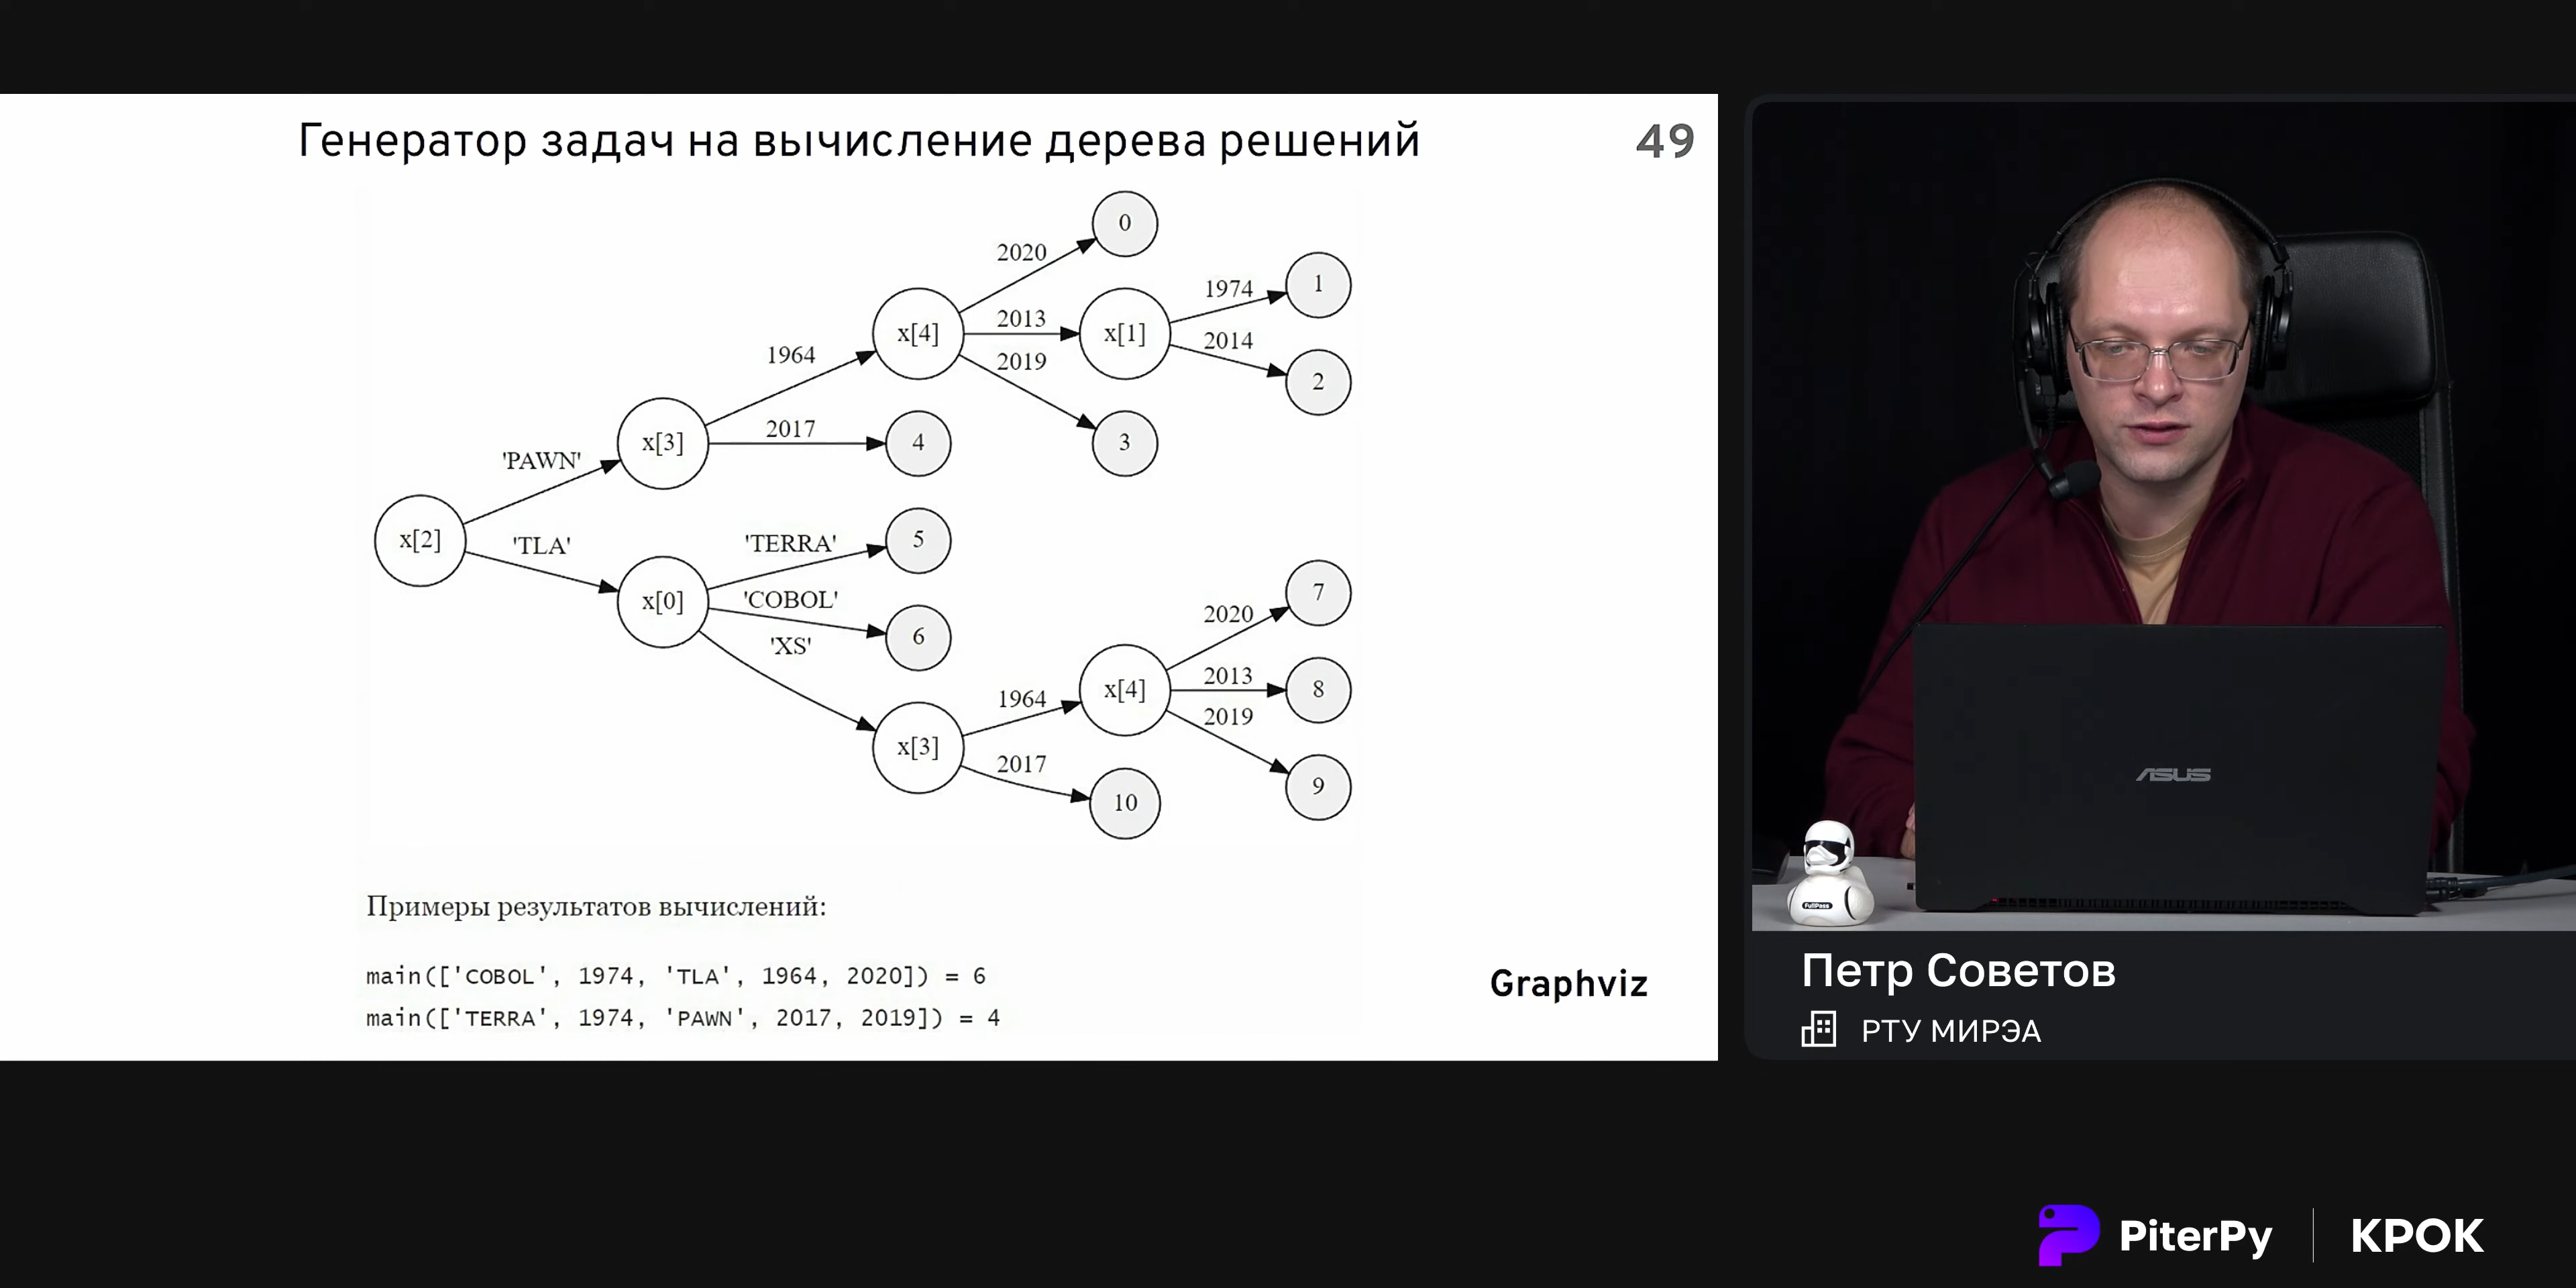 Генератор задач на вычисление дерева решений
49
0
2020
1974
1
1964
x[4]
2013
x[1]
2019
2014
2
'PAWN'
x[3]
2017
4
3
x[2]
'TLA'
'TERRA'
5
x[0]
'COBOL'
6
'XS'
2020
7
1964
x[4]
2013
8
2019
x[3]
2017
10
9
Примеры результатов вычислений:
main(['COBOL', 1974, 'TLA', 1964, 2020]) = 6
main(['TERRA', 1974, 'PAWN', 2017, 2019]) = 4
Graphviz
ASUS
FullPass
Петр Советов
РТУ МИРЭА
PiterPy
КРОК